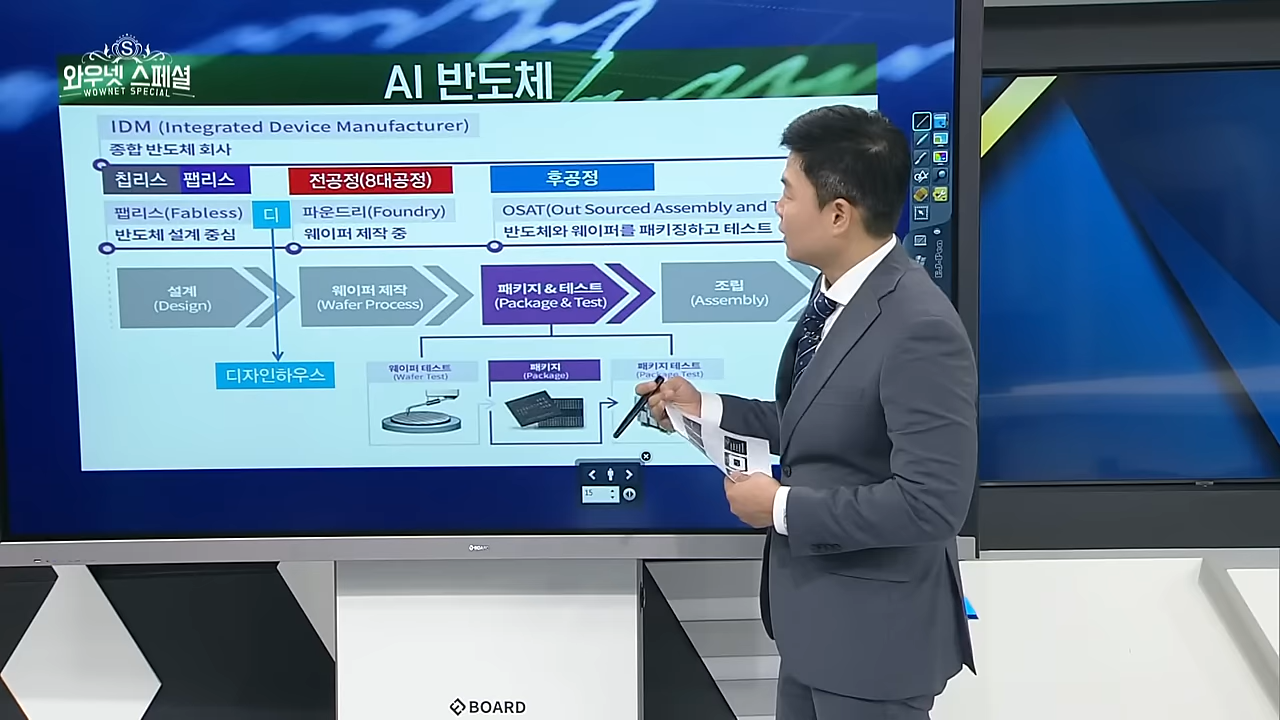 와우넷 스페셜
WOWNET SPECIAL
AI 반도체
IDM (Integrated Device Manufacturer)
종합 반도체 회사
칩리스 팹리스
전공정(8대공정)
후공정
팹리스(Fabless)
반도체 설계 중심
디
파운드리(Foundry)
웨이퍼 제작 중
OSAT(Out Sourced Assembly and T
반도체와 웨이퍼를 패키징하고 테스트
설계
(Design)
웨이퍼 제작
(Wafer Process)
패키지 & 테스트
(Package & Test)
조립
(Assembly)
디자인하우스
웨이퍼 테스트
(Wafer Test)
패키지
(Package)
패키지 테스트
(Package Test)
15
BOARD